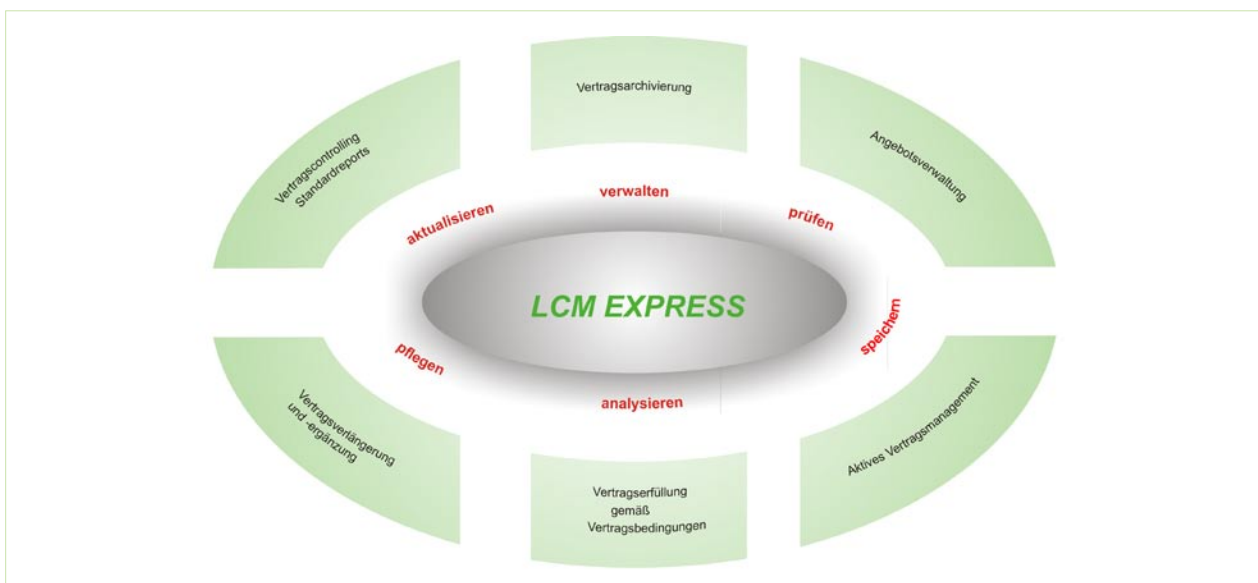 Vertragsarchivierung
Vertragscontrolling
Standardreports
Angebotsverwaltung
verwalten
aktualisieren
prüfen
LCM EXPRESS
speichern
pflegen
analysieren
Vertragsverlängerung
und -ergänzung
Aktives Vertragsmanagement
Vertragserfüllung
gemäß
Vertragsbedingungen